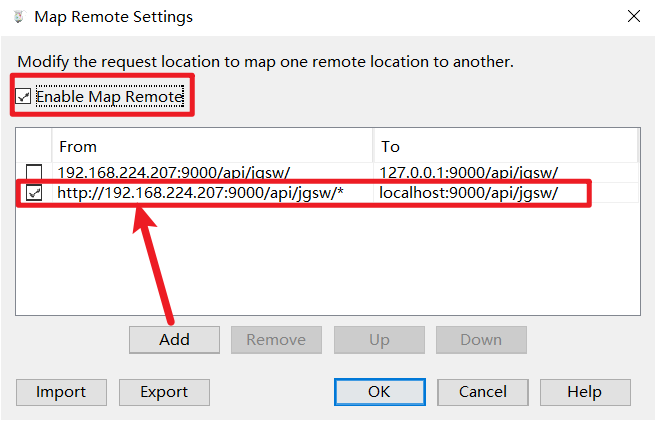 Map Remote Settings
Modify the request location to map one remote location to another.
Enable Map Remote
From To
192.168.224.207:9000/api/jgsw/ 127.0.0.1:9000/api/jgsw/
http://192.168.224.207:9000/api/jgsw/* localhost:9000/api/jgsw/
Add Remove Up Down
Import Export OK Cancel Help